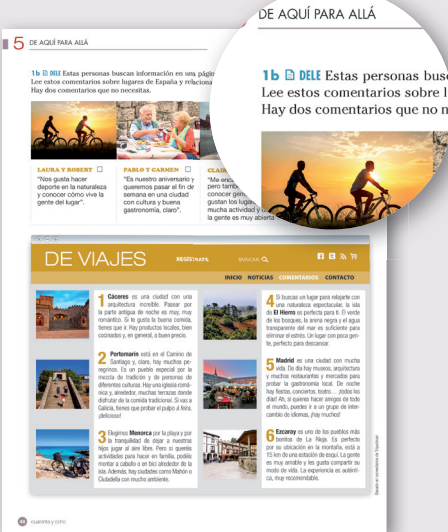 DE AQUÍ PARA ALLÁ
5 DE AQUÍ PARA ALLÁ
1b DELE Estas personas buscan información en una págin
Lee estos comentarios sobre lugares de España y relaciona
Hay dos comentarios que no necesitas.
1b DELE Estas personas busc
Lee estos comentarios sobre l
Hay dos comentarios que no n
LAURA Y ROBERT
"Nos gusta hacer
deporte en la naturaleza
y conocer cómo vive la
gente del lugar".
PABLO Y CARMEN
"Es nuestro aniversario y
queremos pasar el fin de
semana en una ciudad
con cultura y buena
gastronomía, claro".
CLAI
"Me enc
pero tamb
conocer gen
gustan los luga
mucha actividad y d
la gente es muy abierta
DE VIAJES
REGÍSTRATE
BUSCAR
INICIO NOTICIAS COMENTARIOS CONTACTO
1 Cáceres es una ciudad con una
arquitectura increíble. Pasear por
la parte antigua de noche es muy, muy
romántico. Si te gusta la buena comida,
tienes que ir. Hay productos locales, bien
cocinados y, en general, a buen precio.
2 Portomarín está en el Camino de
Santiago y, claro, hay muchos pe-
regrinos. Es un pueblo especial por la
mezcla de tradición y de personas de
diferentes culturas. Hay una iglesia romá-
nica y, alrededor, muchas terrazas donde
disfrutar de la comida tradicional. Si vas a
Galicia, tienes que probar el pulpo á feira,
¡delicioso!
3 Elegimos Menorca por la playa y por
la tranquilidad de dejar a nuestros
hijos jugar al aire libre. Pero si queréis
actividades para hacer en familia, podéis
montar a caballo o en bici alrededor de la
isla. Además, hay ciudades como Mahón o
Ciutadella con mucho ambiente.
4 Si buscas un lugar para relajarte con
una naturaleza espectacular, la isla
de El Hierro es perfecta para ti. El verde
de los bosques, la arena negra y el agua
transparente del mar es suficiente para
eliminar el estrés. Un lugar con poca gen-
te, perfecto para descansar.
5 Madrid es una ciudad con mucha
vida. De día hay museos, arquitectura
y muchos restaurantes y mercados para
probar la gastronomía local. De noche
hay fiestas, conciertos, teatro... ¡todos los
días! Ah, si quieres hacer amigos de todo
el mundo, puedes ir a un grupo de inter-
cambio de idiomas, ¡hay muchos!
6 Ezcaray es uno de los pueblos más
bonitos de La Rioja. Es perfecto
por su ubicación en la montaña, está a
15 km de una estación de esquí. La gente
es muy amable y les gusta compartir su
modo de vida. La experiencia es auténti-
ca, muy recomendable.
48 cuarenta y ocho